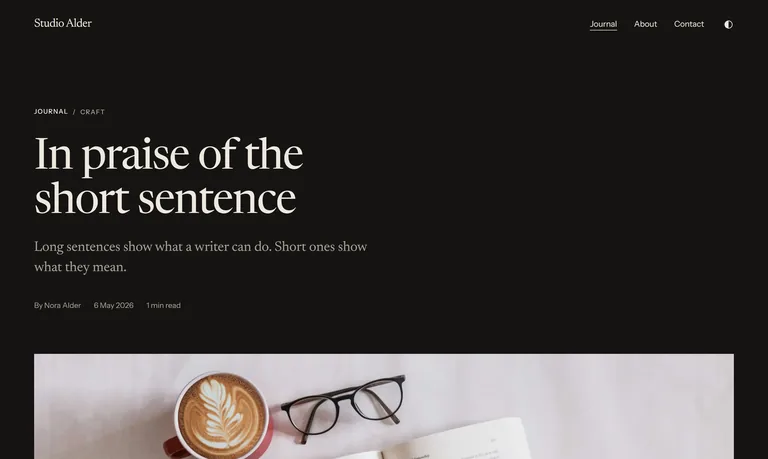 Studio Alder
Journal About Contact
JOURNAL / CRAFT
In praise of the
short sentence
Long sentences show what a writer can do. Short ones show
what they mean.
By Nora Alder 6 May 2026 1 min read